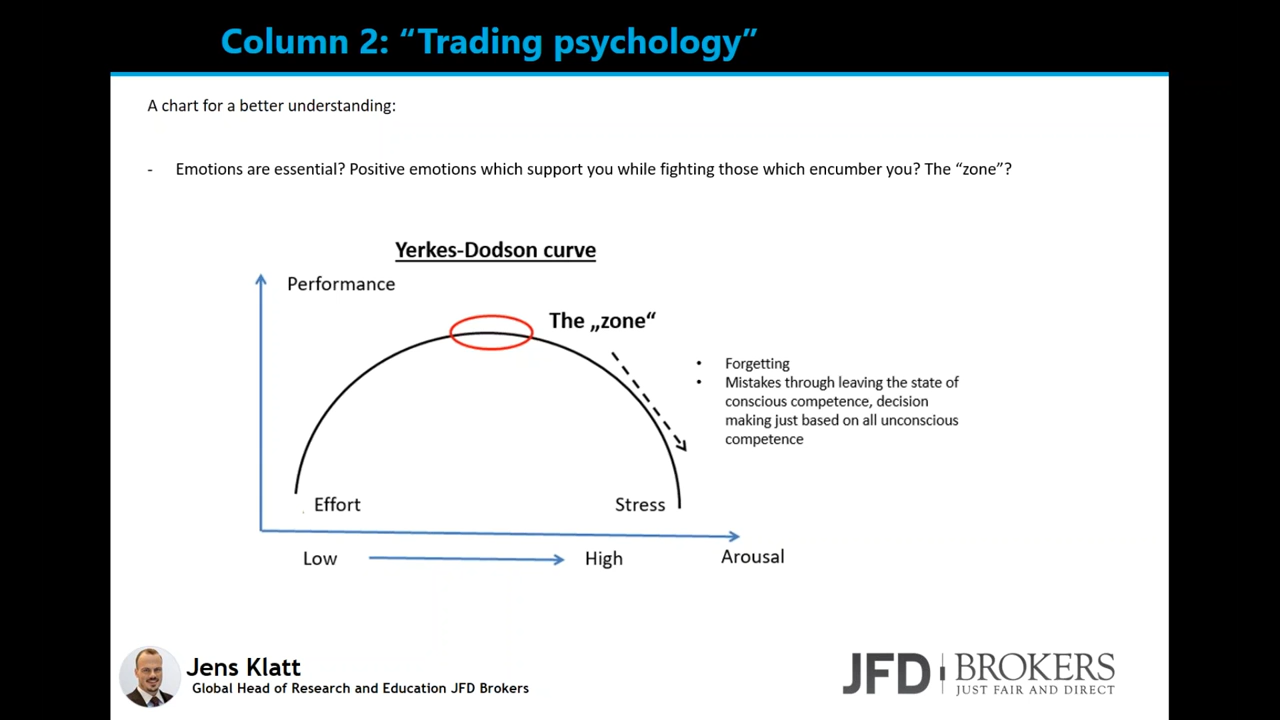 Column 2: “Trading psychology”
A chart for a better understanding:
- Emotions are essential? Positive emotions which support you while fighting those which encumber you? The “zone”?
Yerkes-Dodson curve
Performance
The „zone“
• Forgetting
• Mistakes through leaving the state of
conscious competence, decision
making just based on all unconscious
competence
Effort
Stress
Low
High
Arousal
Jens Klatt
Global Head of Research and Education JFD Brokers
JFD BROKERS
JUST FAIR AND DIRECT